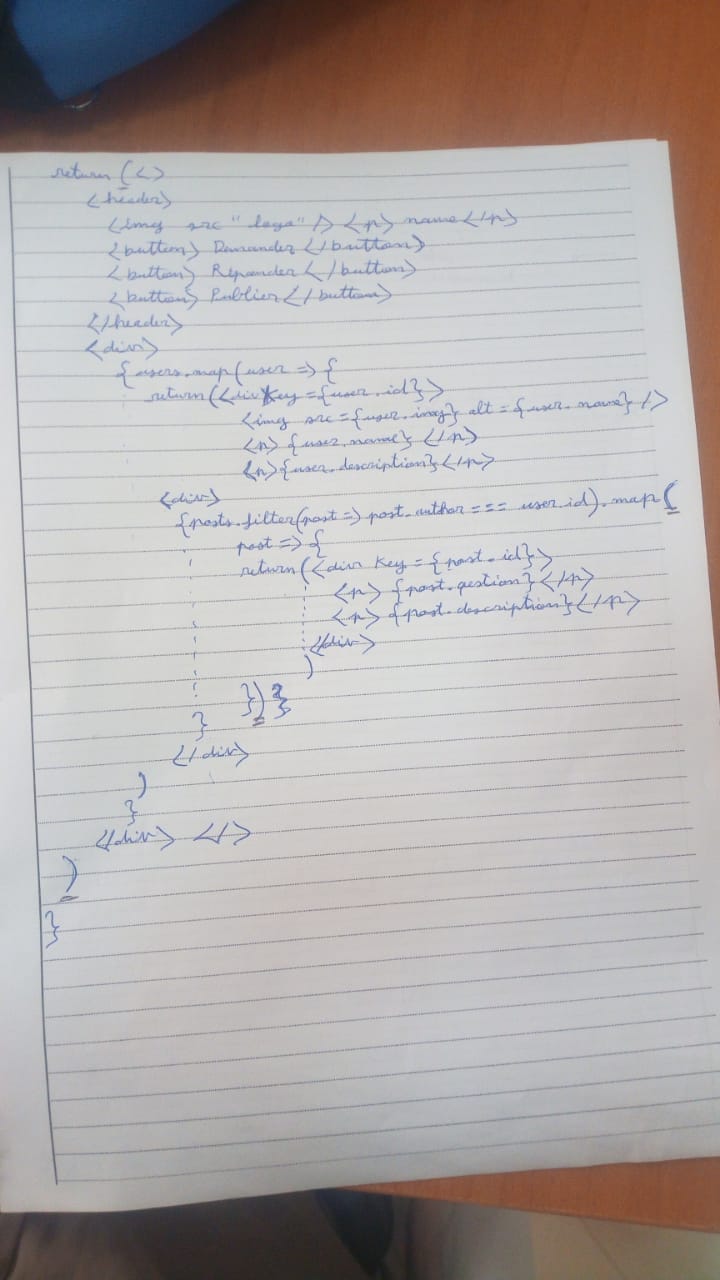 return (<>
<header>
<img src "logo" /> <p> name </p>
<button> Demander </button>
<button> Répondre </button>
<button> Publier </button>
</header>
<div>
{users.map(user => {
return(<div Key={user.id}>
<img src={user.img} alt={user.name} />
<p> {user.name} </p>
<p>{user.description}</p>
<div>
{posts.filter(post => post.author === user.id).map(
post => {
return(<div Key={post.id}>
<p> {post.qestion}</p>
<p> {post.description}</p>
</div>
)
})}
}
</div>
)
}
</div> </>
)
}